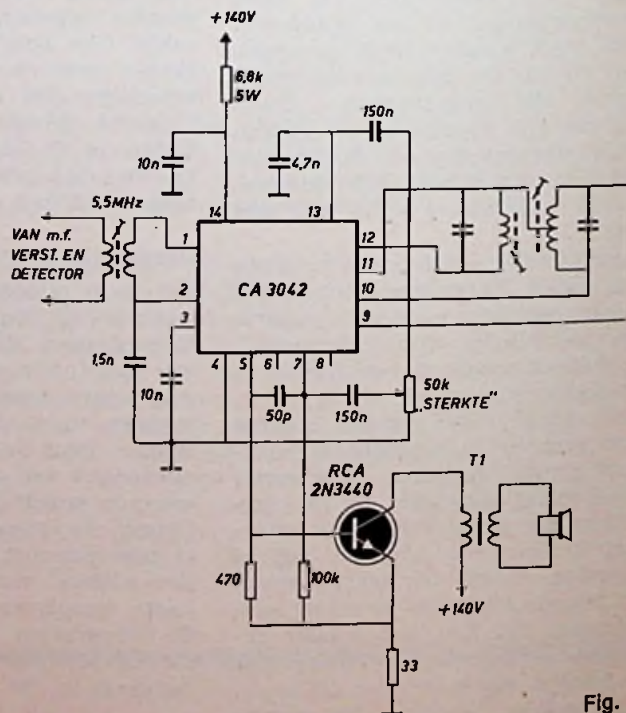 +140V
6,8k
5W
10n
4,7n
150n
5,5MHz
14
13
VAN m.f.
VERST. EN
DETECTOR
1
12
11
CA 3042
2
10
3
9
1,5n
10n
4
5
6
7
8
50p
150n
50k
„STERKTE"
RCA
2N3440
T1
470
100k
+140V
33
Fig.